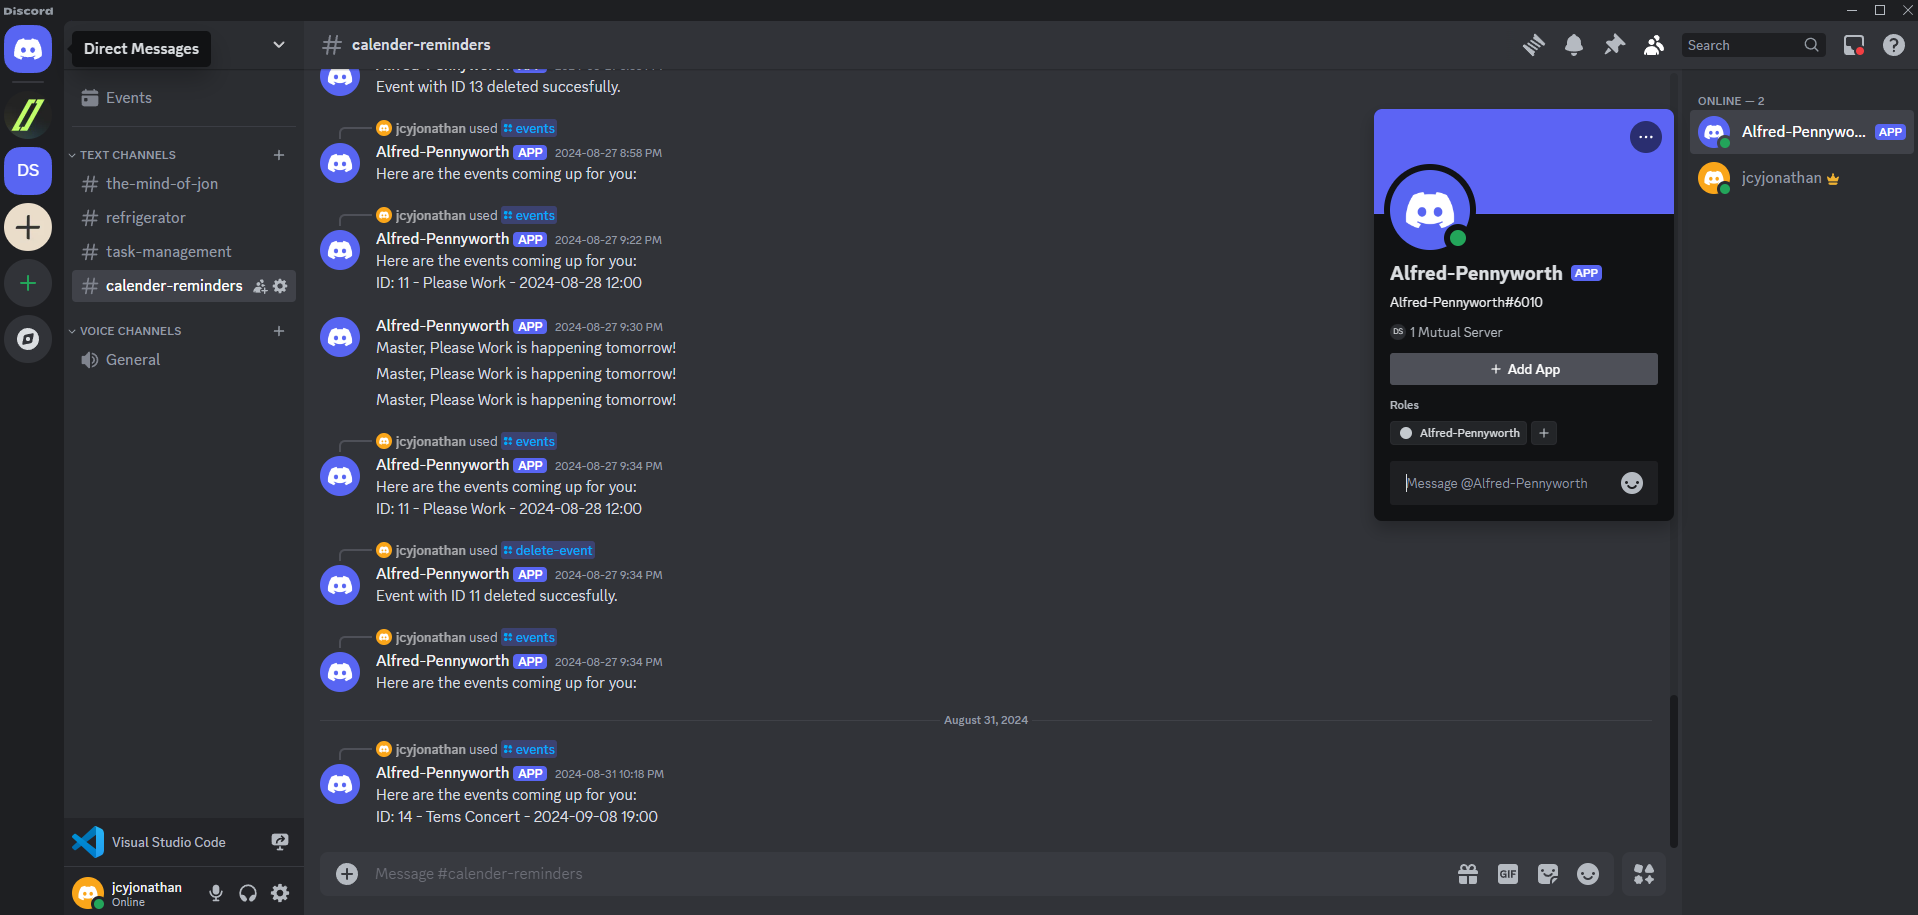 Discord
Direct Messages
Events
TEXT CHANNELS
the-mind-of-jon
refrigerator
task-management
calender-reminders
VOICE CHANNELS
General
DS
Visual Studio Code
jcyjonathan
Online
calender-reminders
Search
Alfred-Pennyworth APP
Event with ID 13 deleted succesfully.
jcyjonathan used events
Alfred-Pennyworth APP 2024-08-27 8:58 PM
Here are the events coming up for you:
jcyjonathan used events
Alfred-Pennyworth APP 2024-08-27 9:22 PM
Here are the events coming up for you:
ID: 11 - Please Work - 2024-08-28 12:00
Alfred-Pennyworth APP 2024-08-27 9:30 PM
Master, Please Work is happening tomorrow!
Master, Please Work is happening tomorrow!
Master, Please Work is happening tomorrow!
jcyjonathan used events
Alfred-Pennyworth APP 2024-08-27 9:34 PM
Here are the events coming up for you:
ID: 11 - Please Work - 2024-08-28 12:00
jcyjonathan used delete-event
Alfred-Pennyworth APP 2024-08-27 9:34 PM
Event with ID 11 deleted succesfully.
jcyjonathan used events
Alfred-Pennyworth APP 2024-08-27 9:34 PM
Here are the events coming up for you:
August 31, 2024
jcyjonathan used events
Alfred-Pennyworth APP 2024-08-31 10:18 PM
Here are the events coming up for you:
ID: 14 - Tems Concert - 2024-09-08 19:00
Message #calender-reminders
GIF
Alfred-Pennyworth APP
Alfred-Pennyworth#6010
DS 1 Mutual Server
+ Add App
Roles
Alfred-Pennyworth +
Message @Alfred-Pennyworth
ONLINE — 2
Alfred-Pennywo... APP
jcyjonathan